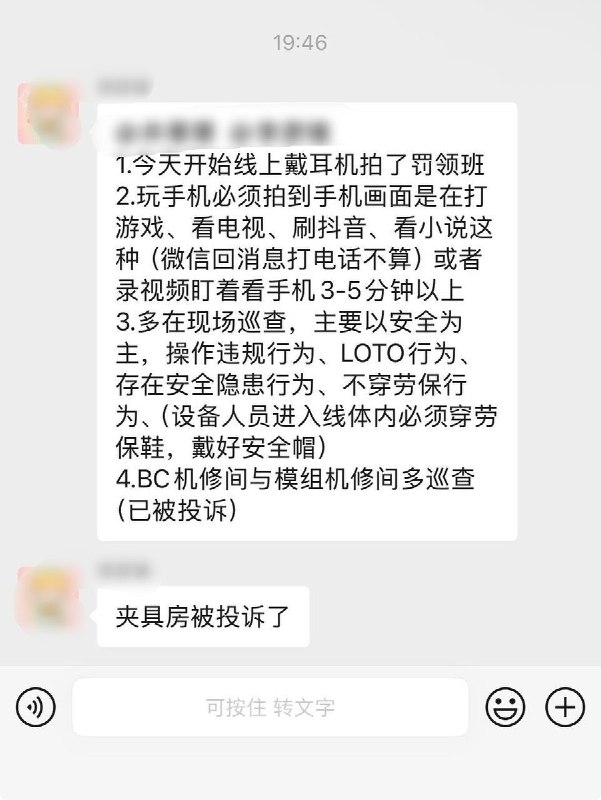 19:46
1.今天开始线上戴耳机拍了罚领班
2.玩手机必须拍到手机画面是在打
游戏、看电视、刷抖音、看小说这
种（微信回消息打电话不算）或者
录视频盯着看手机3-5分钟以上
3.多在现场巡查，主要以安全为
主，操作违规行为、LOTO行为、
存在安全隐患行为、不穿劳保行
为、（设备人员进入线体内必须穿劳
保鞋，戴好安全帽）
4.BC机修间与模组机修间多巡查
（已被投诉）
夹具房被投诉了
可按住 转文字